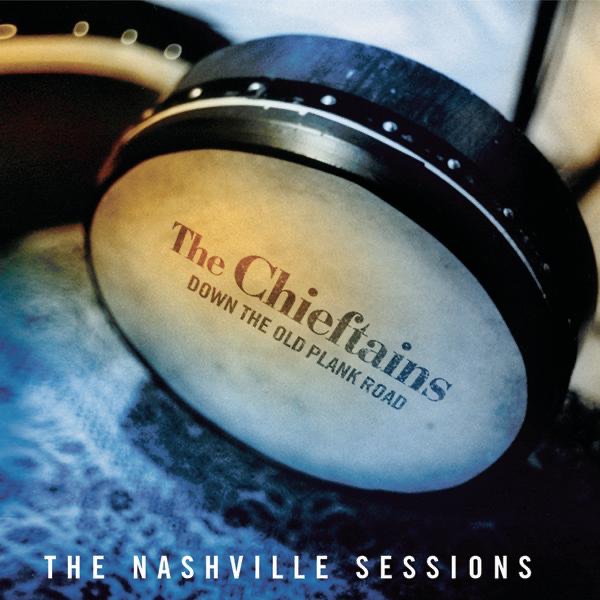 The Chieftains
DOWN THE OLD PLANK ROAD
THE NASHVILLE SESSIONS